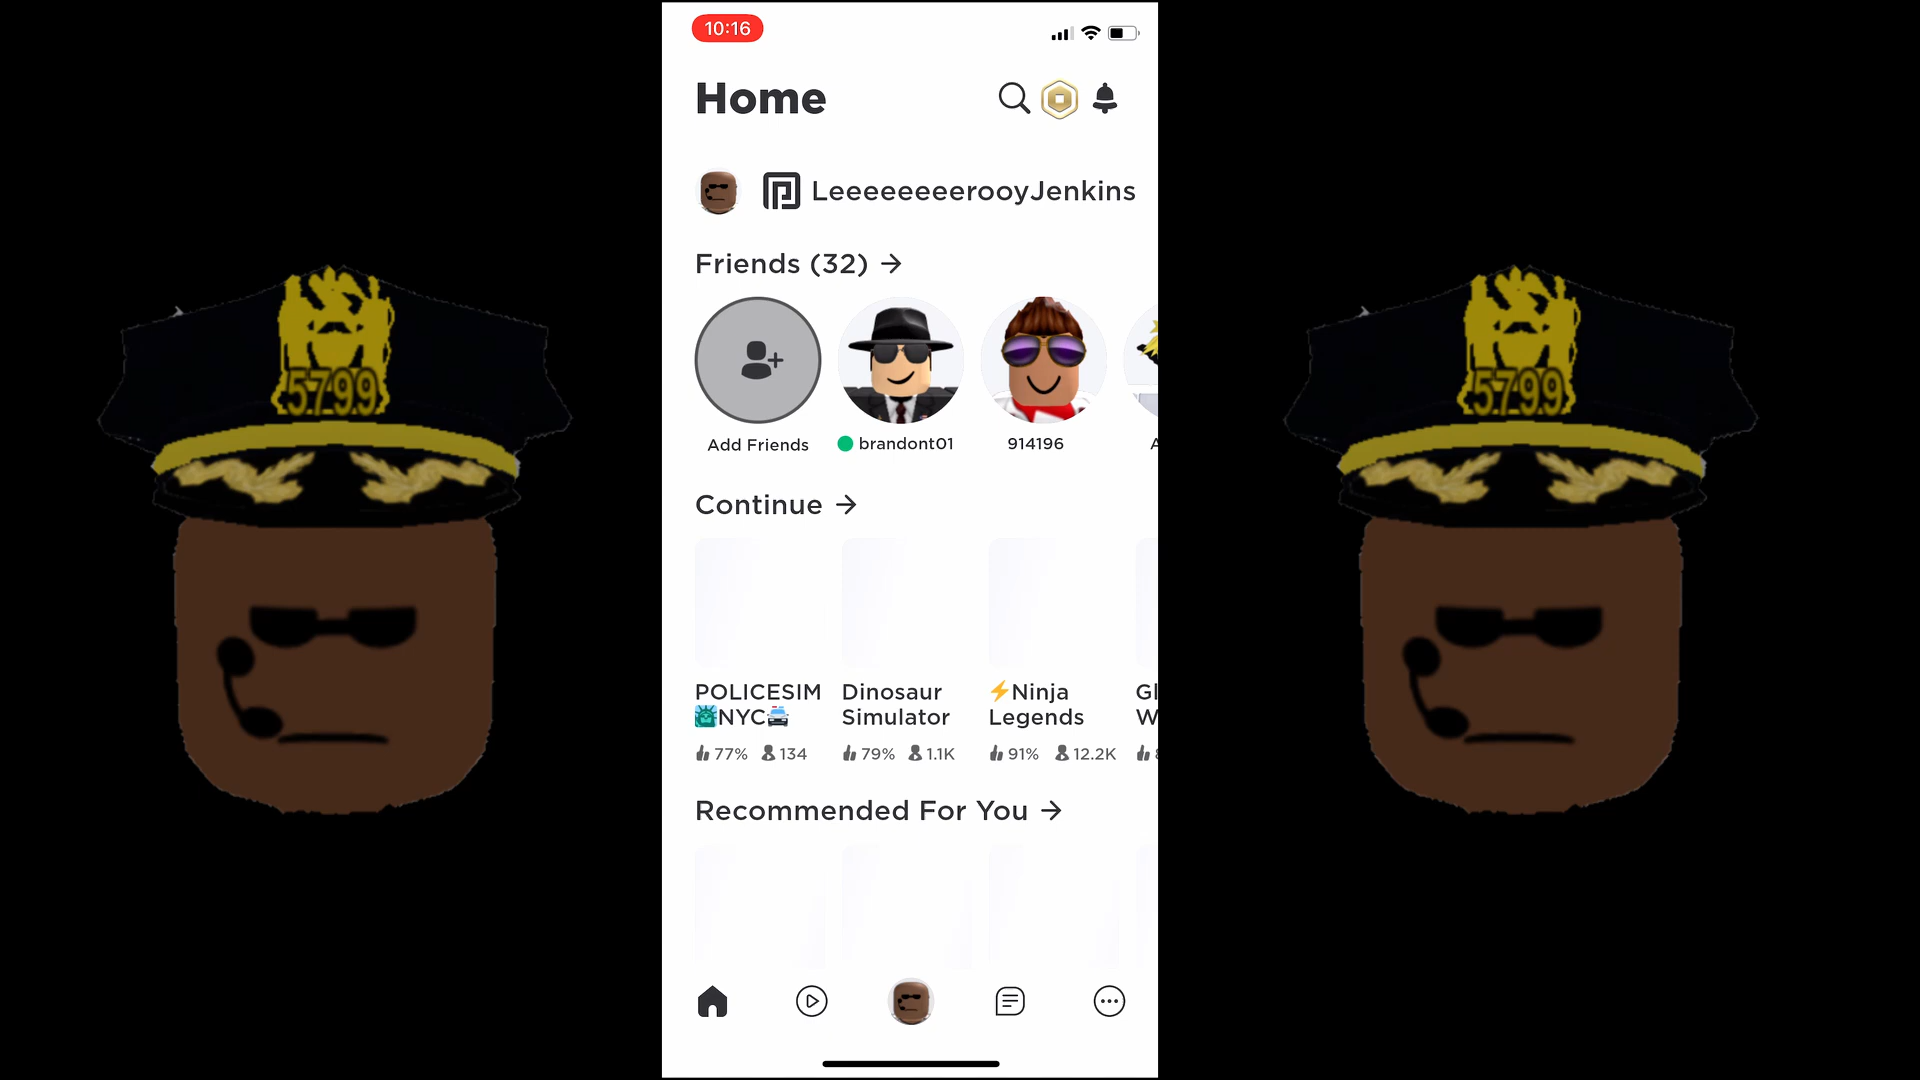 10:16
Home
LeeeeeeeerooyJenkins
Friends (32) →
Add Friends
brandont01
914196
A
Continue →
POLICESIM
🗽NYC🚔
77% 134
Dinosaur
Simulator
79% 1.1K
⚡Ninja
Legends
91% 12.2K
Gl
W
Recommended For You →
5799
5799